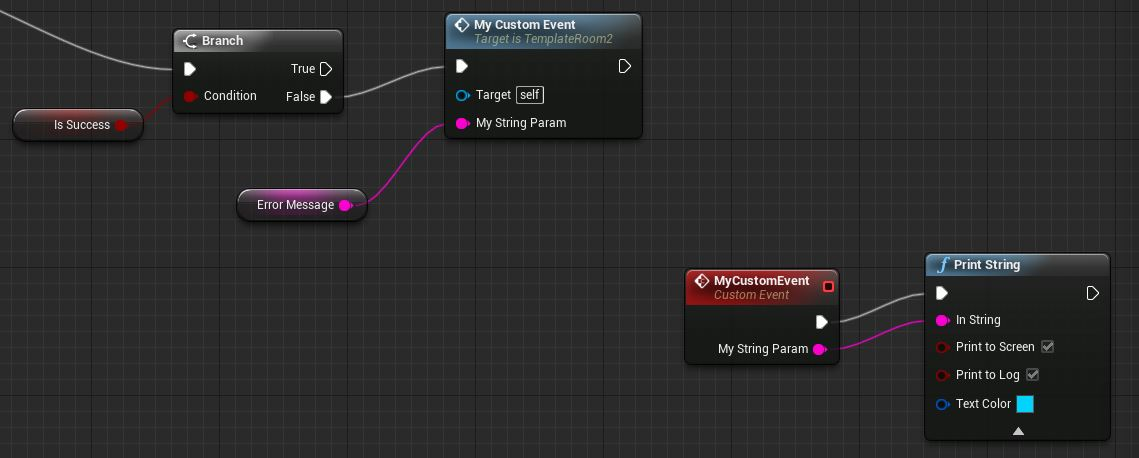 Branch
True
Condition
False
Is Success
My Custom Event
Target is TemplateRoom2
Target self
My String Param
Error Message
MyCustomEvent
Custom Event
My String Param
f Print String
In String
Print to Screen
Print to Log
Text Color